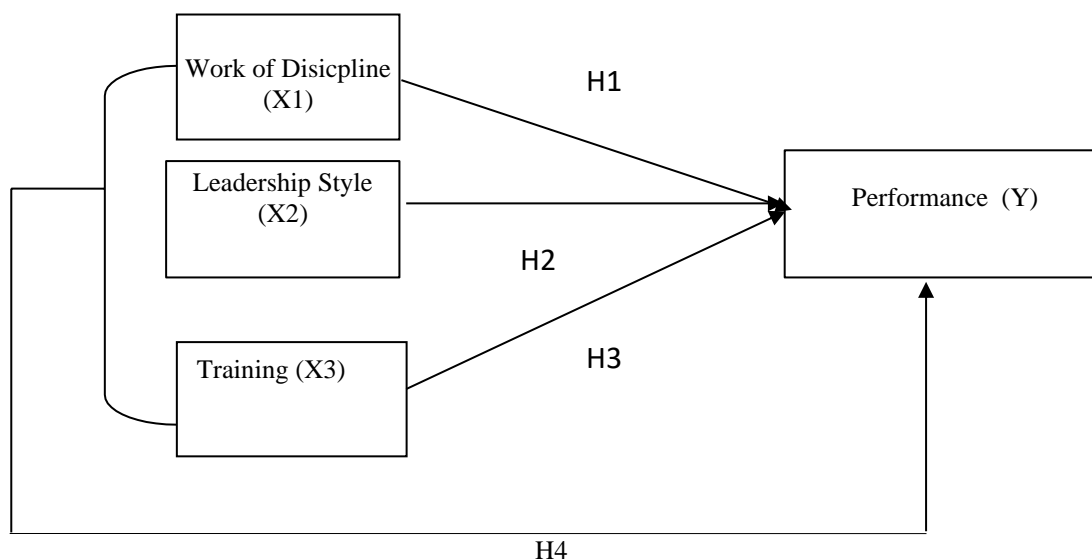 Work of Disicpline
(X1)
H1
Leadership Style
(X2)
Performance (Y)
H2
Training (X3)
H3
H4